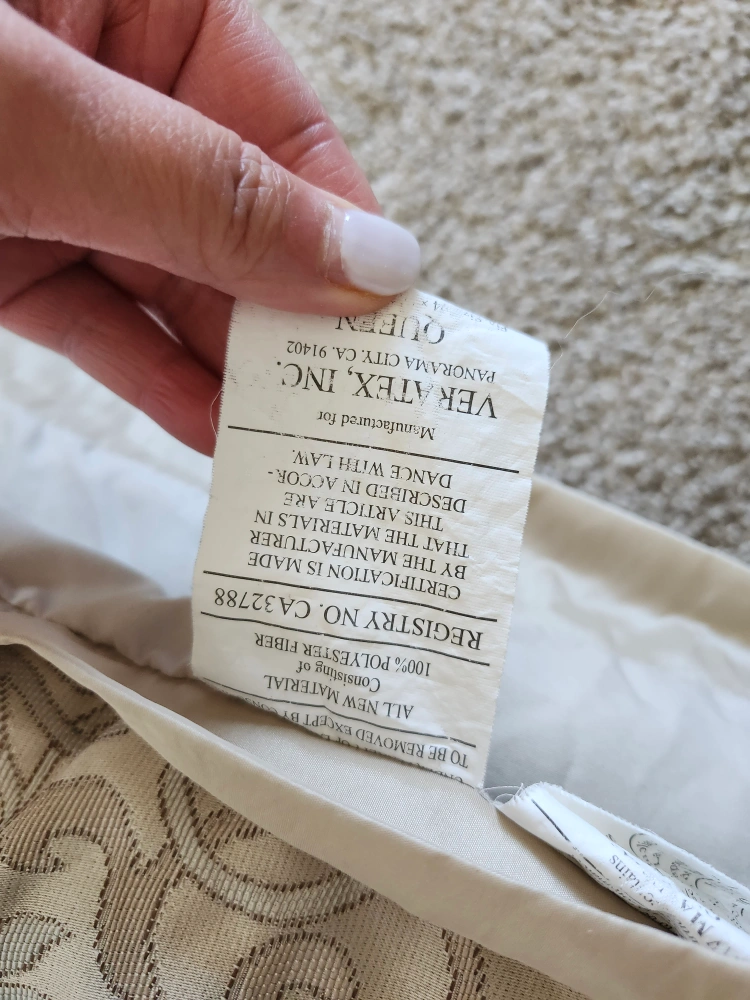 TO BE REMOVED EXCEPT BY
ALL NEW MATERIAL
Consisting of
100% POLYESTER FIBER
REGISTRY NO. CA32788
CERTIFICATION IS MADE
BY THE MANUFACTURER
THAT THE MATERIALS IN
THIS ARTICLE ARE
DESCRIBED IN ACCOR-
DANCE WITH LAW.
Manufactured for
VERATEX, INC.
PANORAMA CITY. CA. 91402
QUEEN